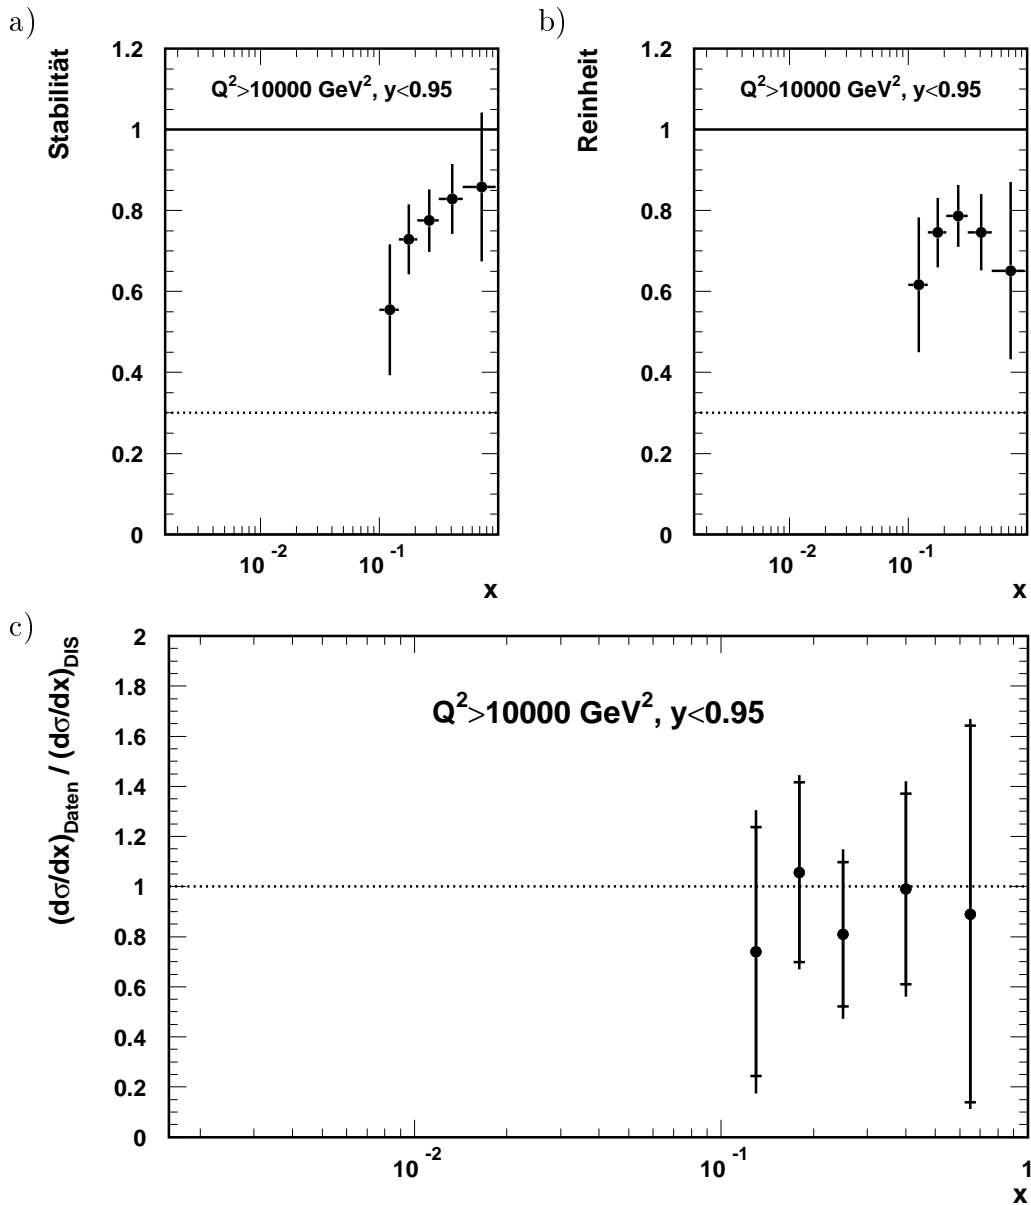 a)
Stabilität
1.2
1
0.8
0.6
0.4
0.2
0
Q²>10000 GeV², y<0.95
10⁻² 10⁻¹
x
b)
Reinheit
1.2
1
0.8
0.6
0.4
0.2
0
Q²>10000 GeV², y<0.95
10⁻² 10⁻¹
x
c)
(dσ/dx)Daten / (dσ/dx)DIS
2
1.8
1.6
1.4
1.2
1
0.8
0.6
0.4
0.2
0
Q²>10000 GeV², y<0.95
10⁻² 10⁻¹ 1
x